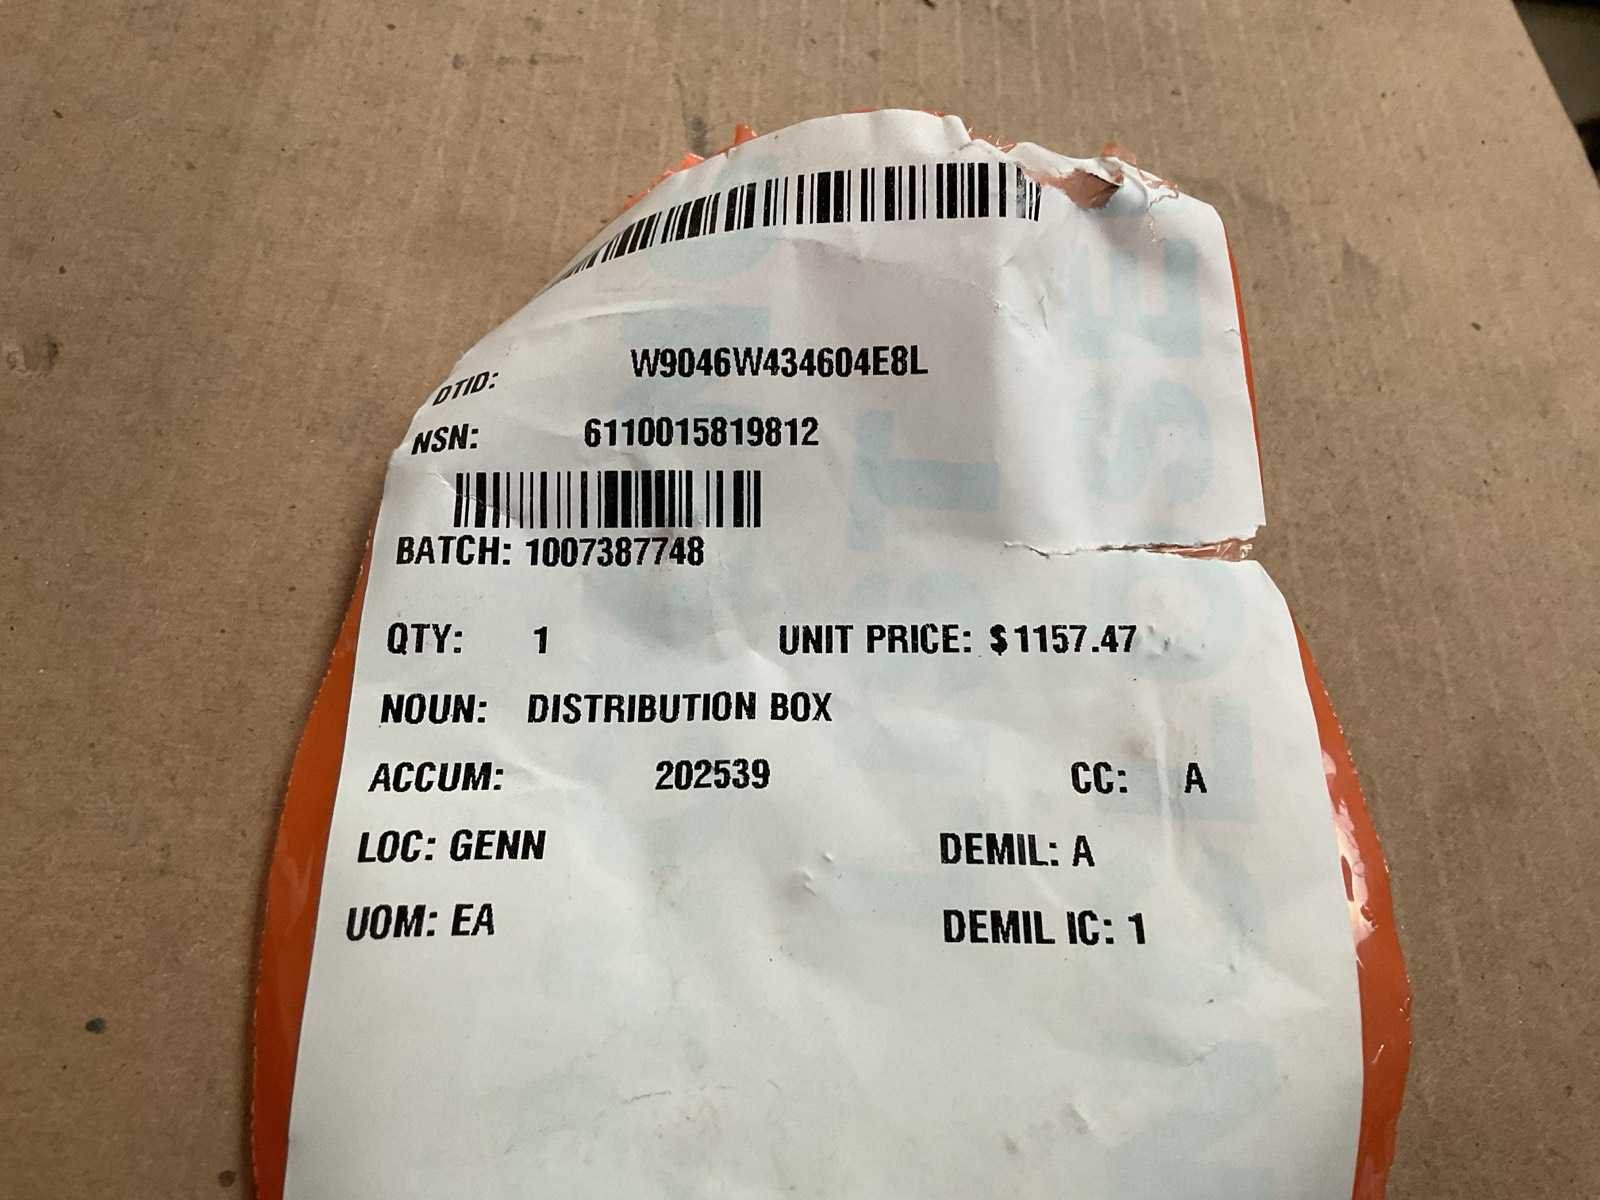 DTID: W9046W434604E8L
NSN: 6110015819812
BATCH: 1007387748
QTY: 1 UNIT PRICE: $1157.47
NOUN: DISTRIBUTION BOX
ACCUM: 202539 CC: A
LOC: GENN DEMIL: A
UOM: EA DEMIL IC: 1